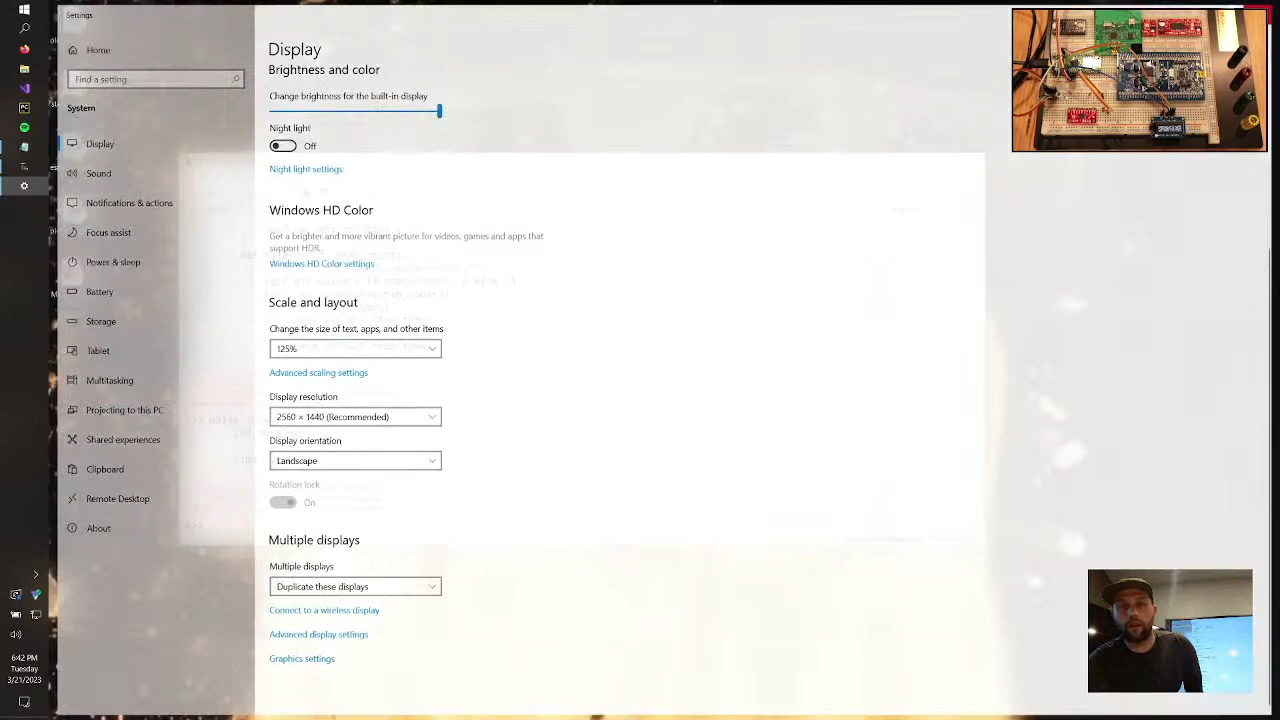 Settings
Home
Find a setting
System
Display
Sound
Notifications & actions
Focus assist
Power & sleep
Battery
Storage
Tablet
Multitasking
Projecting to this PC
Shared experiences
Clipboard
Remote Desktop
About
Display
Brightness and color
Change brightness for the built-in display
Night light
Off
Night light settings
Windows HD Color
Get a brighter and more vibrant picture for videos, games and apps that
support HDR.
Windows HD Color settings
Scale and layout
Change the size of text, apps, and other items
125%
Advanced scaling settings
Display resolution
2560 × 1440 (Recommended)
Display orientation
Landscape
Rotation lock
On
Multiple displays
Multiple displays
Duplicate these displays
Connect to a wireless display
Advanced display settings
Graphics settings
6:42 PM
Tuesday
3/21/2023